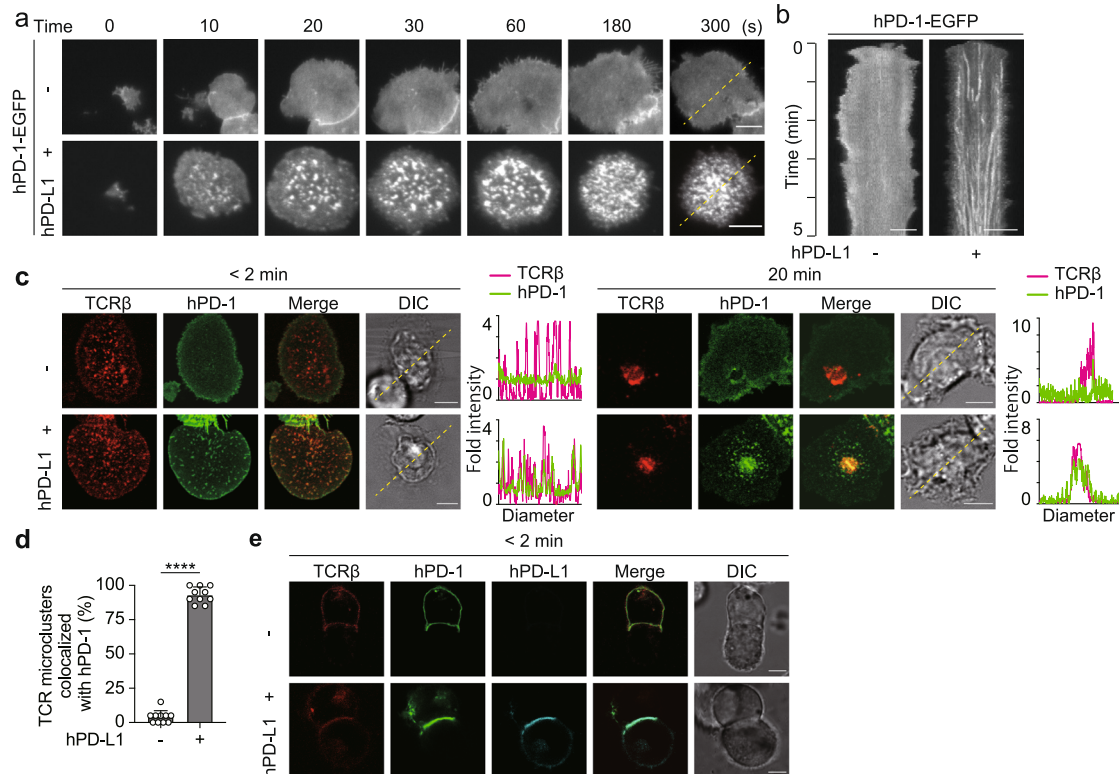 a
Time 0 10 20 30 60 180 300 (s)
hPD-1-EGFP
-
+
hPD-L1
b
hPD-1-EGFP
Time (min)
0
5
hPD-L1 - +
c
< 2 min
TCRβ hPD-1 Merge DIC
TCRβ
hPD-1
-
+
hPD-L1
4
0
4
0
Fold intensity
Diameter
20 min
TCRβ hPD-1 Merge DIC
TCRβ
hPD-1
10
0
8
0
Fold intensity
Diameter
d
TCR microclusters
colocalized
with hPD-1 (%)
****
100
75
50
25
0
hPD-L1 - +
e
< 2 min
TCRβ hPD-1 hPD-L1 Merge DIC
-
+
hPD-L1